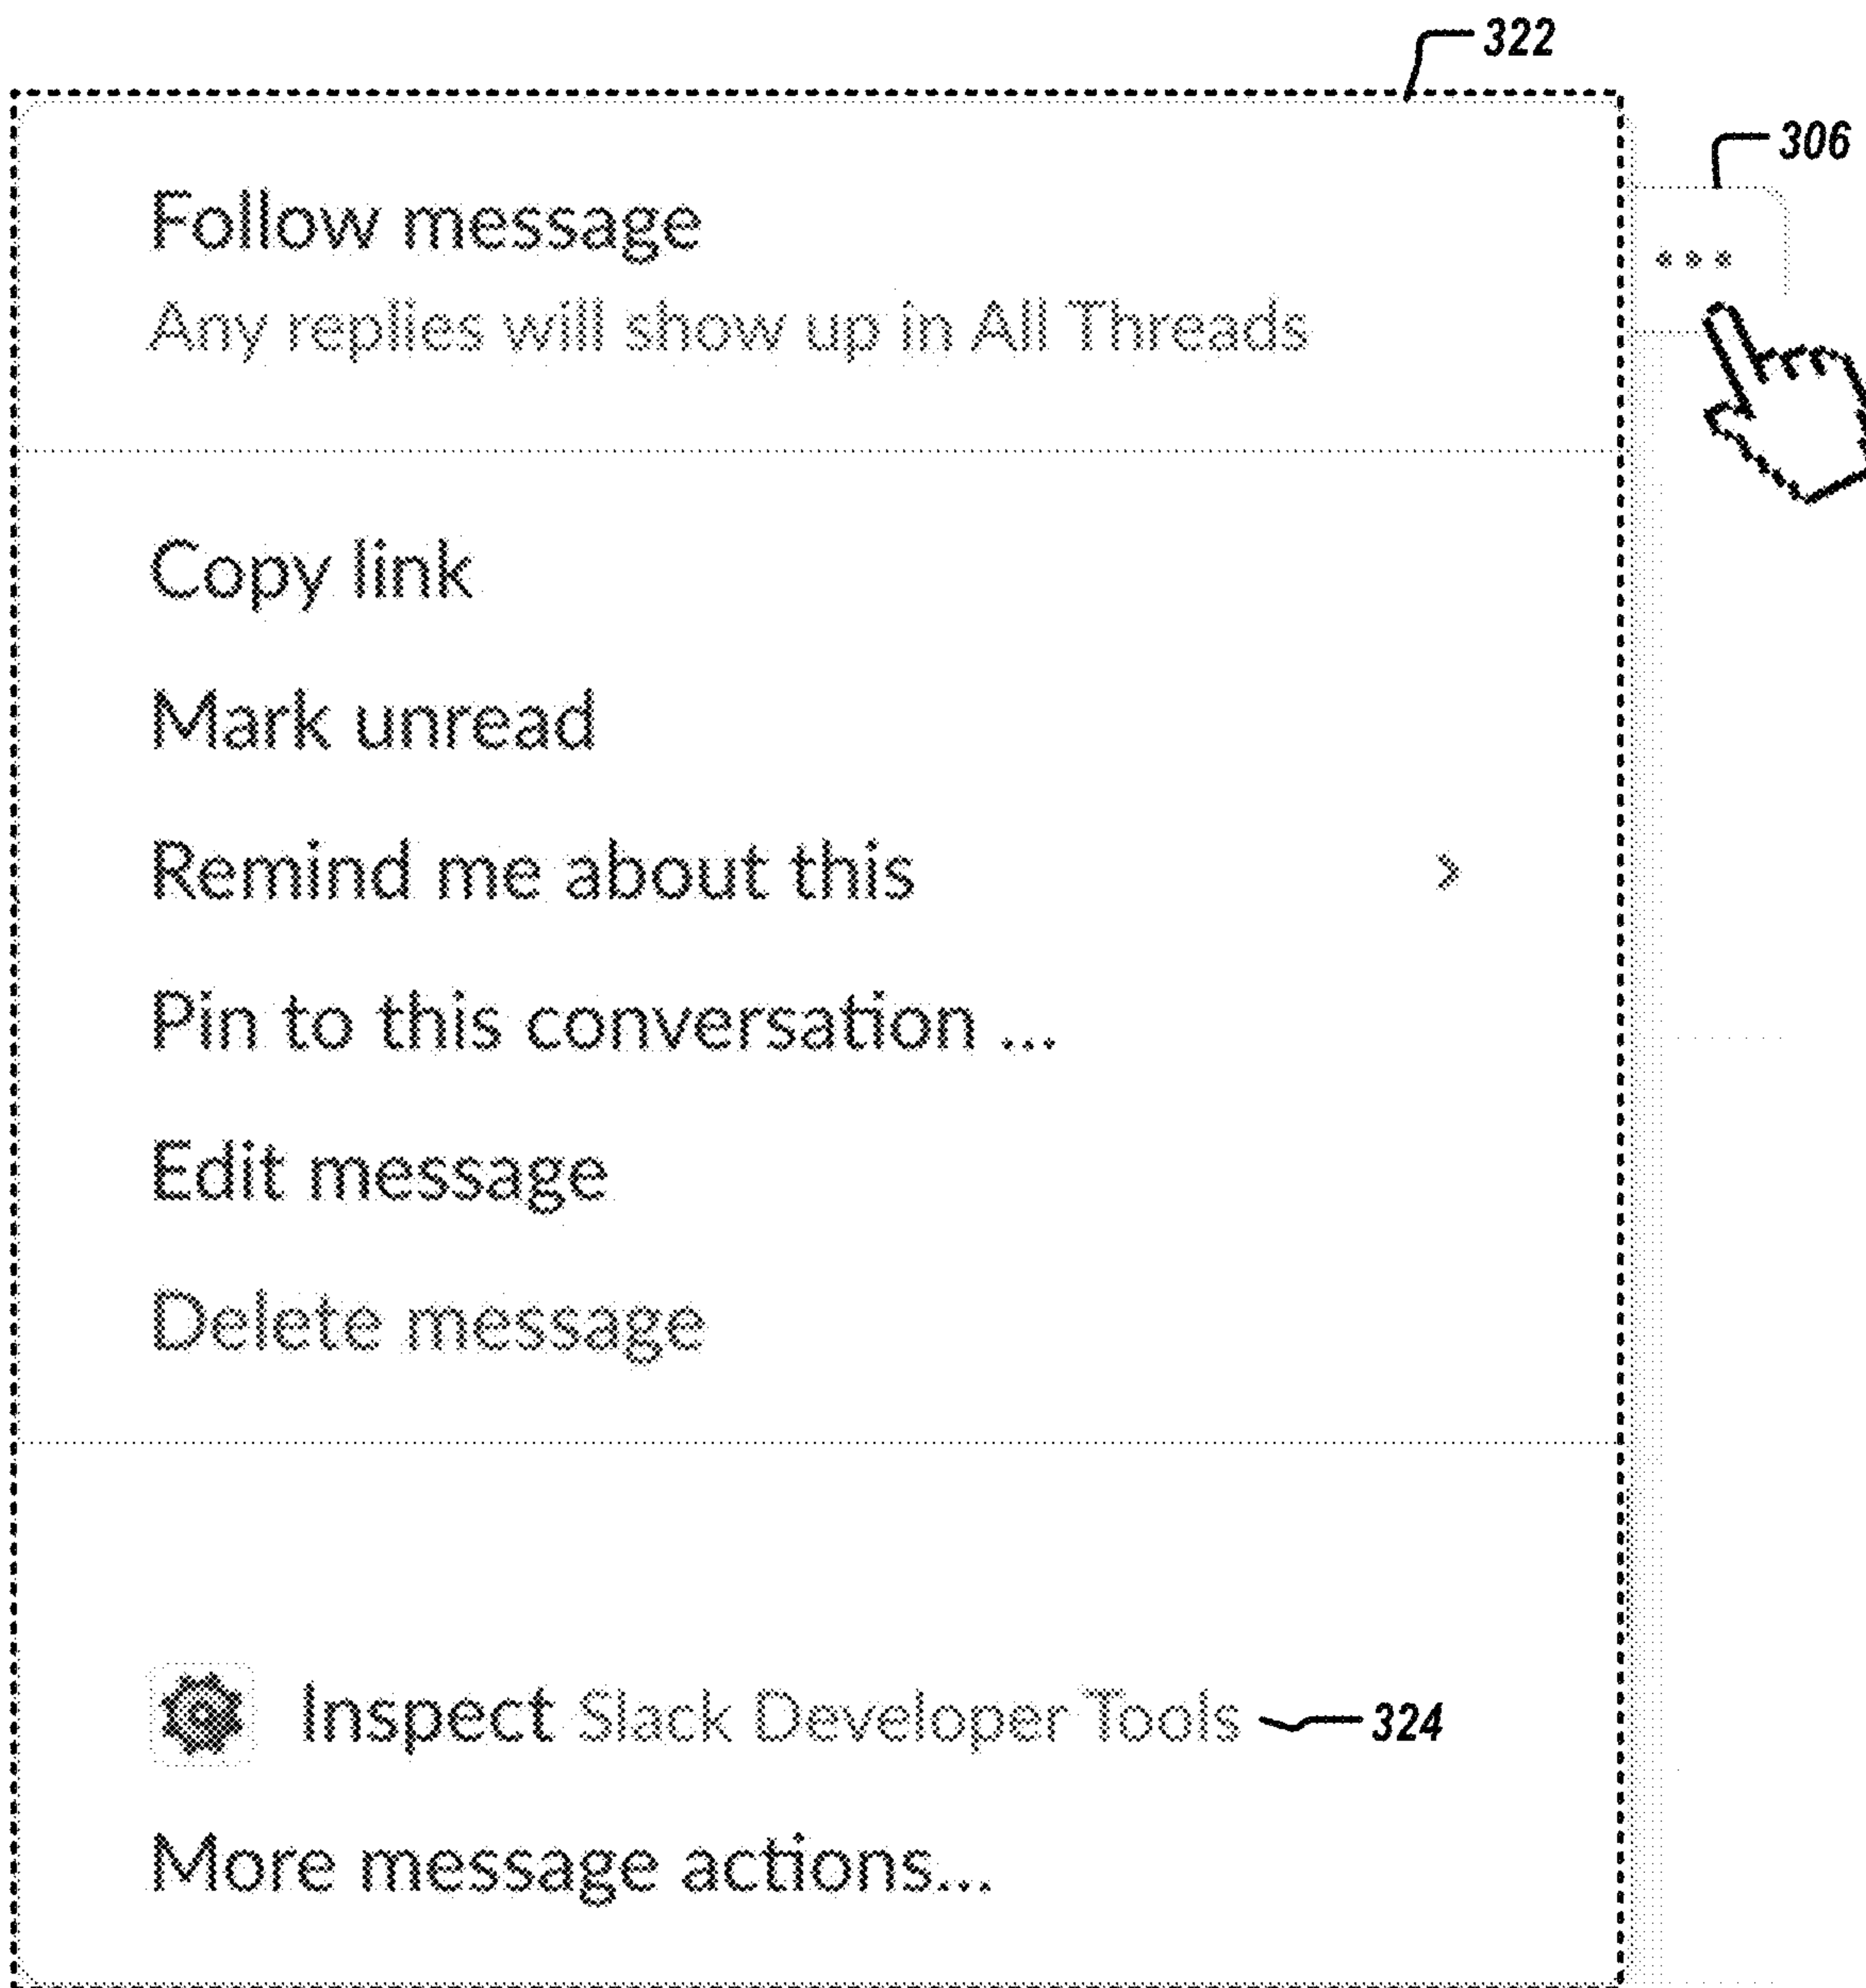 322
306
Follow message
...
Any replies will show up in All Threads
Copy link
Mark unread
Remind me about this >
Pin to this conversation ...
Edit message
Delete message
Inspect Slack Developer Tools 324
More message actions...